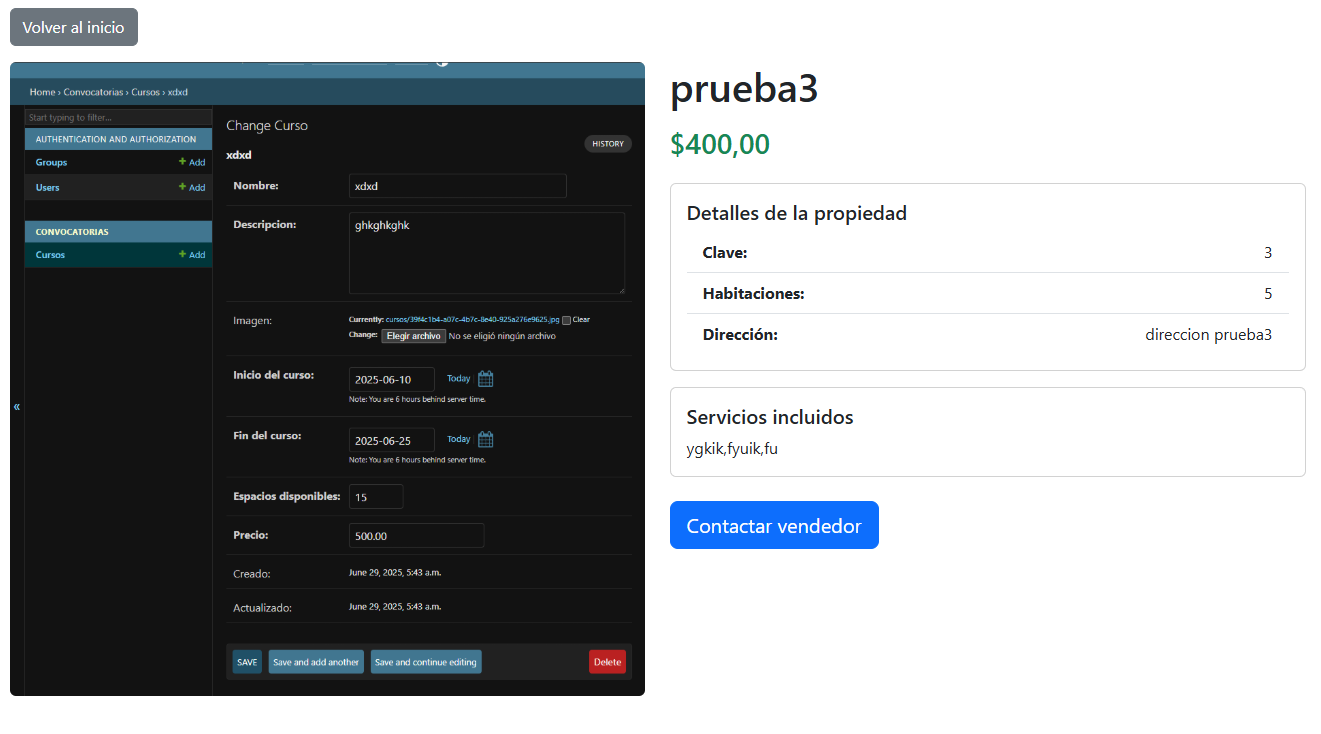 Volver al inicio
Home › Convocatorias › Cursos › xdxd
Start typing to filter...
AUTHENTICATION AND AUTHORIZATION
Groups + Add
Users + Add
CONVOCATORIAS
Cursos + Add
«
Change Curso
HISTORY
xdxd
Nombre: xdxd
Descripcion: ghkghkghk
Imagen: Currently: cursos/39f4c1b4-a07c-4b7c-8e40-925a276e9625.jpg Clear
Change: Elegir archivo No se eligió ningún archivo
Inicio del curso: 2025-06-10 Today
Note: You are 6 hours behind server time.
Fin del curso: 2025-06-25 Today
Note: You are 6 hours behind server time.
Espacios disponibles: 15
Precio: 500.00
Creado: June 29, 2025, 5:43 a.m.
Actualizado: June 29, 2025, 5:43 a.m.
SAVE Save and add another Save and continue editing Delete
prueba3
$400,00
Detalles de la propiedad
Clave: 3
Habitaciones: 5
Dirección: direccion prueba3
Servicios incluidos
ygkik,fyuik,fu
Contactar vendedor